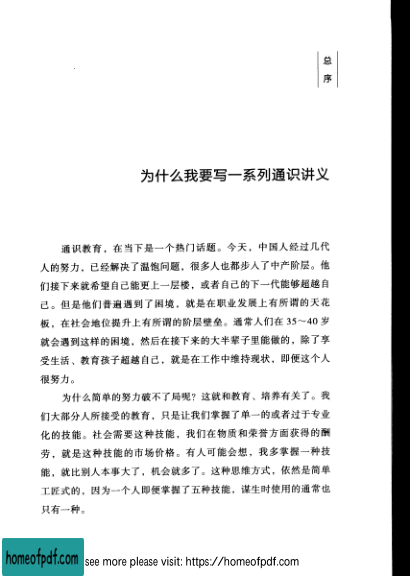 总
序
为什么我要写一系列通识讲义
通识教育，在当下是一个热门话题。今天，中国人经过几代
人的努力，已经解决了温饱问题，很多人也都步入了中产阶层。他
们接下来就希望自己能更上一层楼，或者自己的下一代能够超越自
己。但是他们普遍遇到了困境，就是在职业发展上有所谓的天花
板，在社会地位提升上有所谓的阶层壁垒。通常人们在 35～40 岁
就会遇到这样的困境，然后在接下来的大半辈子里能做的，除了享
受生活、教育孩子超越自己，就是在工作中维持现状，即便这个人
很努力。
为什么简单的努力破不了局呢？这就和教育、培养有关了。我
们大部分人所接受的教育，只是让我们掌握了单一的或者过于专业
化的技能。社会需要这种技能，我们在物质和荣誉方面获得的酬
劳，就是这种技能的市场价格。有人可能会想，我多掌握一种技
能，就比别人本事大了，机会就多了。这种思维方式，依然是简单
工匠式的，因为一个人即便掌握了五种技能，谋生时使用的通常也
只有一种。
homeofpdf.com see more please visit: https://homeofpdf.com